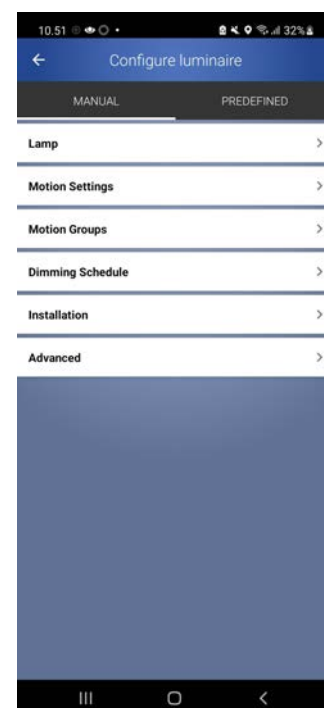 10.51 32%
Configure luminaire
MANUAL PREDEFINED
Lamp
Motion Settings
Motion Groups
Dimming Schedule
Installation
Advanced